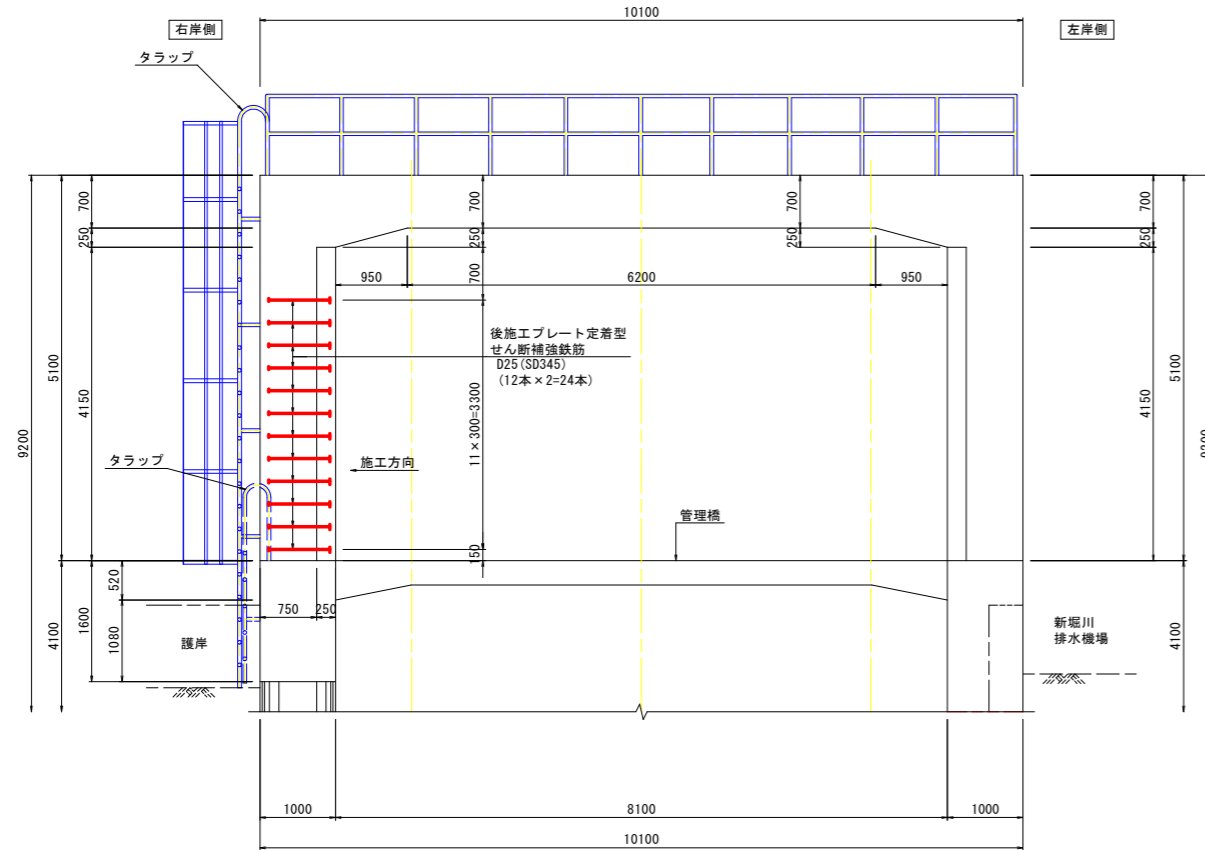 10100
右岸側
左岸側
タラップ
700
250
700
250
700
250
700
250
700
950
6200
950
後施工プレート定着型
せん断補強鉄筋
D25(SD345)
(12本×2=24本)
5100
4150
11×300=3300
4150
5100
9200
9200
タラップ
施工方向
管理橋
150
520
750
250
1600
4100
1080
護岸
新堀川
排水機場
4100
1000
8100
1000
10100